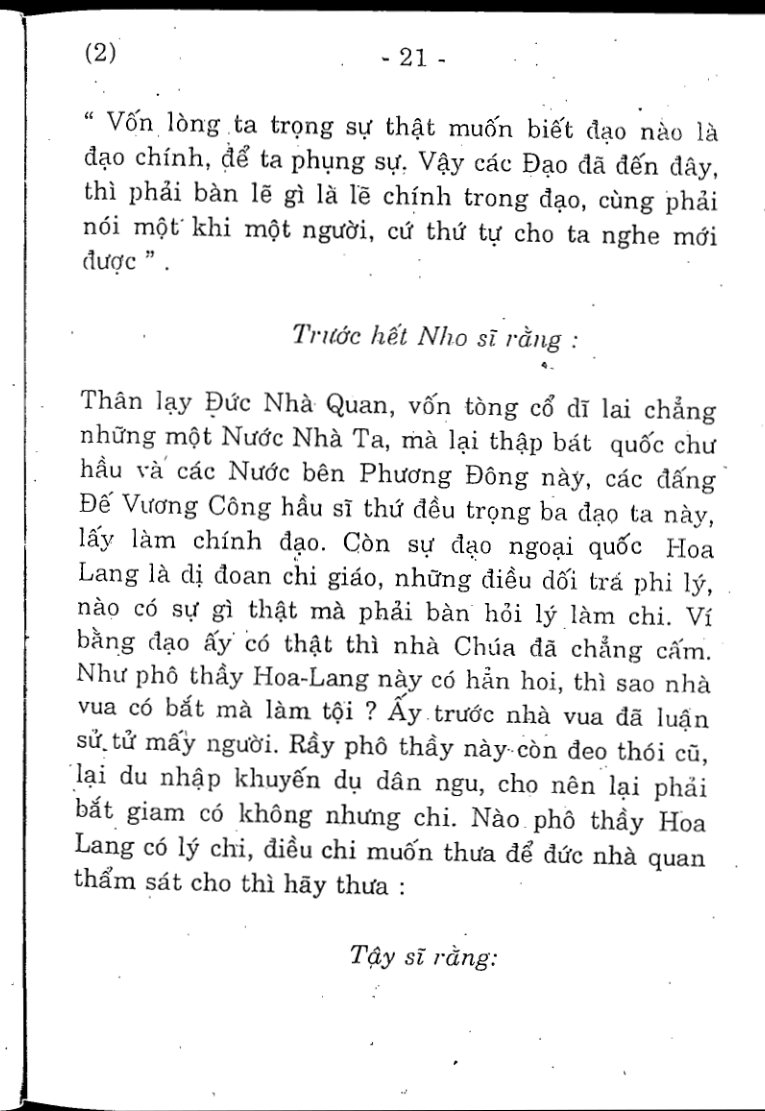 (2)
- 21 -
“ Vốn lòng ta trọng sự thật muốn biết đạo nào là
đạo chính, để ta phụng sự. Vậy các Đạo đã đến đây,
thì phải bàn lẽ gì là lẽ chính trong đạo, cùng phải
nói một khi một người, cứ thứ tự cho ta nghe mới
được ” .
Trước hết Nho sĩ rằng :
Thân lạy Đức Nhà Quan, vốn tòng cổ dĩ lai chẳng
những một Nước Nhà Ta, mà lại thập bát quốc chư
hầu và các Nước bên Phương Đông này, các đấng
Đế Vương Công hầu sĩ thứ đều trọng ba đạo ta này,
lấy làm chính đạo. Còn sự đạo ngoại quốc Hoa
Lang là dị đoan chi giáo, những điều dối trá phi lý,
nào có sự gì thật mà phải bàn hỏi lý làm chi. Ví
bằng đạo ấy có thật thì nhà Chúa đã chẳng cấm.
Như phô thầy Hoa-Lang này có hẳn hoi, thì sao nhà
vua có bắt mà làm tội ? Ấy trước nhà vua đã luận
sử tử mấy người. Rầy phô thầy này còn đeo thói cũ,
lại du nhập khuyến dụ dân ngu, cho nên lại phải
bắt giam có không nhưng chi. Nào phô thầy Hoa
Lang có lý chi, điều chi muốn thưa để đức nhà quan
thẩm sát cho thì hãy thưa :
Tậy sĩ rằng: